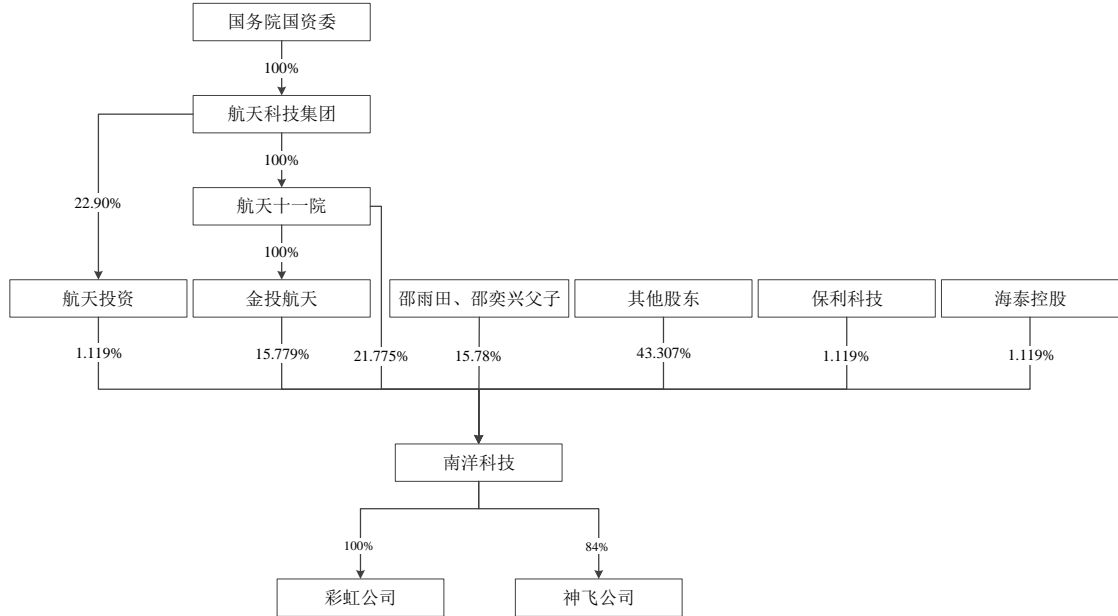 国务院国资委
100%
航天科技集团
100%
22.90%
航天十一院
100%
航天投资
金投航天
邵雨田、邵奕兴父子
其他股东
保利科技
海泰控股
1.119%
15.779%
21.775%
15.78%
43.307%
1.119%
1.119%
南洋科技
100%
84%
彩虹公司
神飞公司